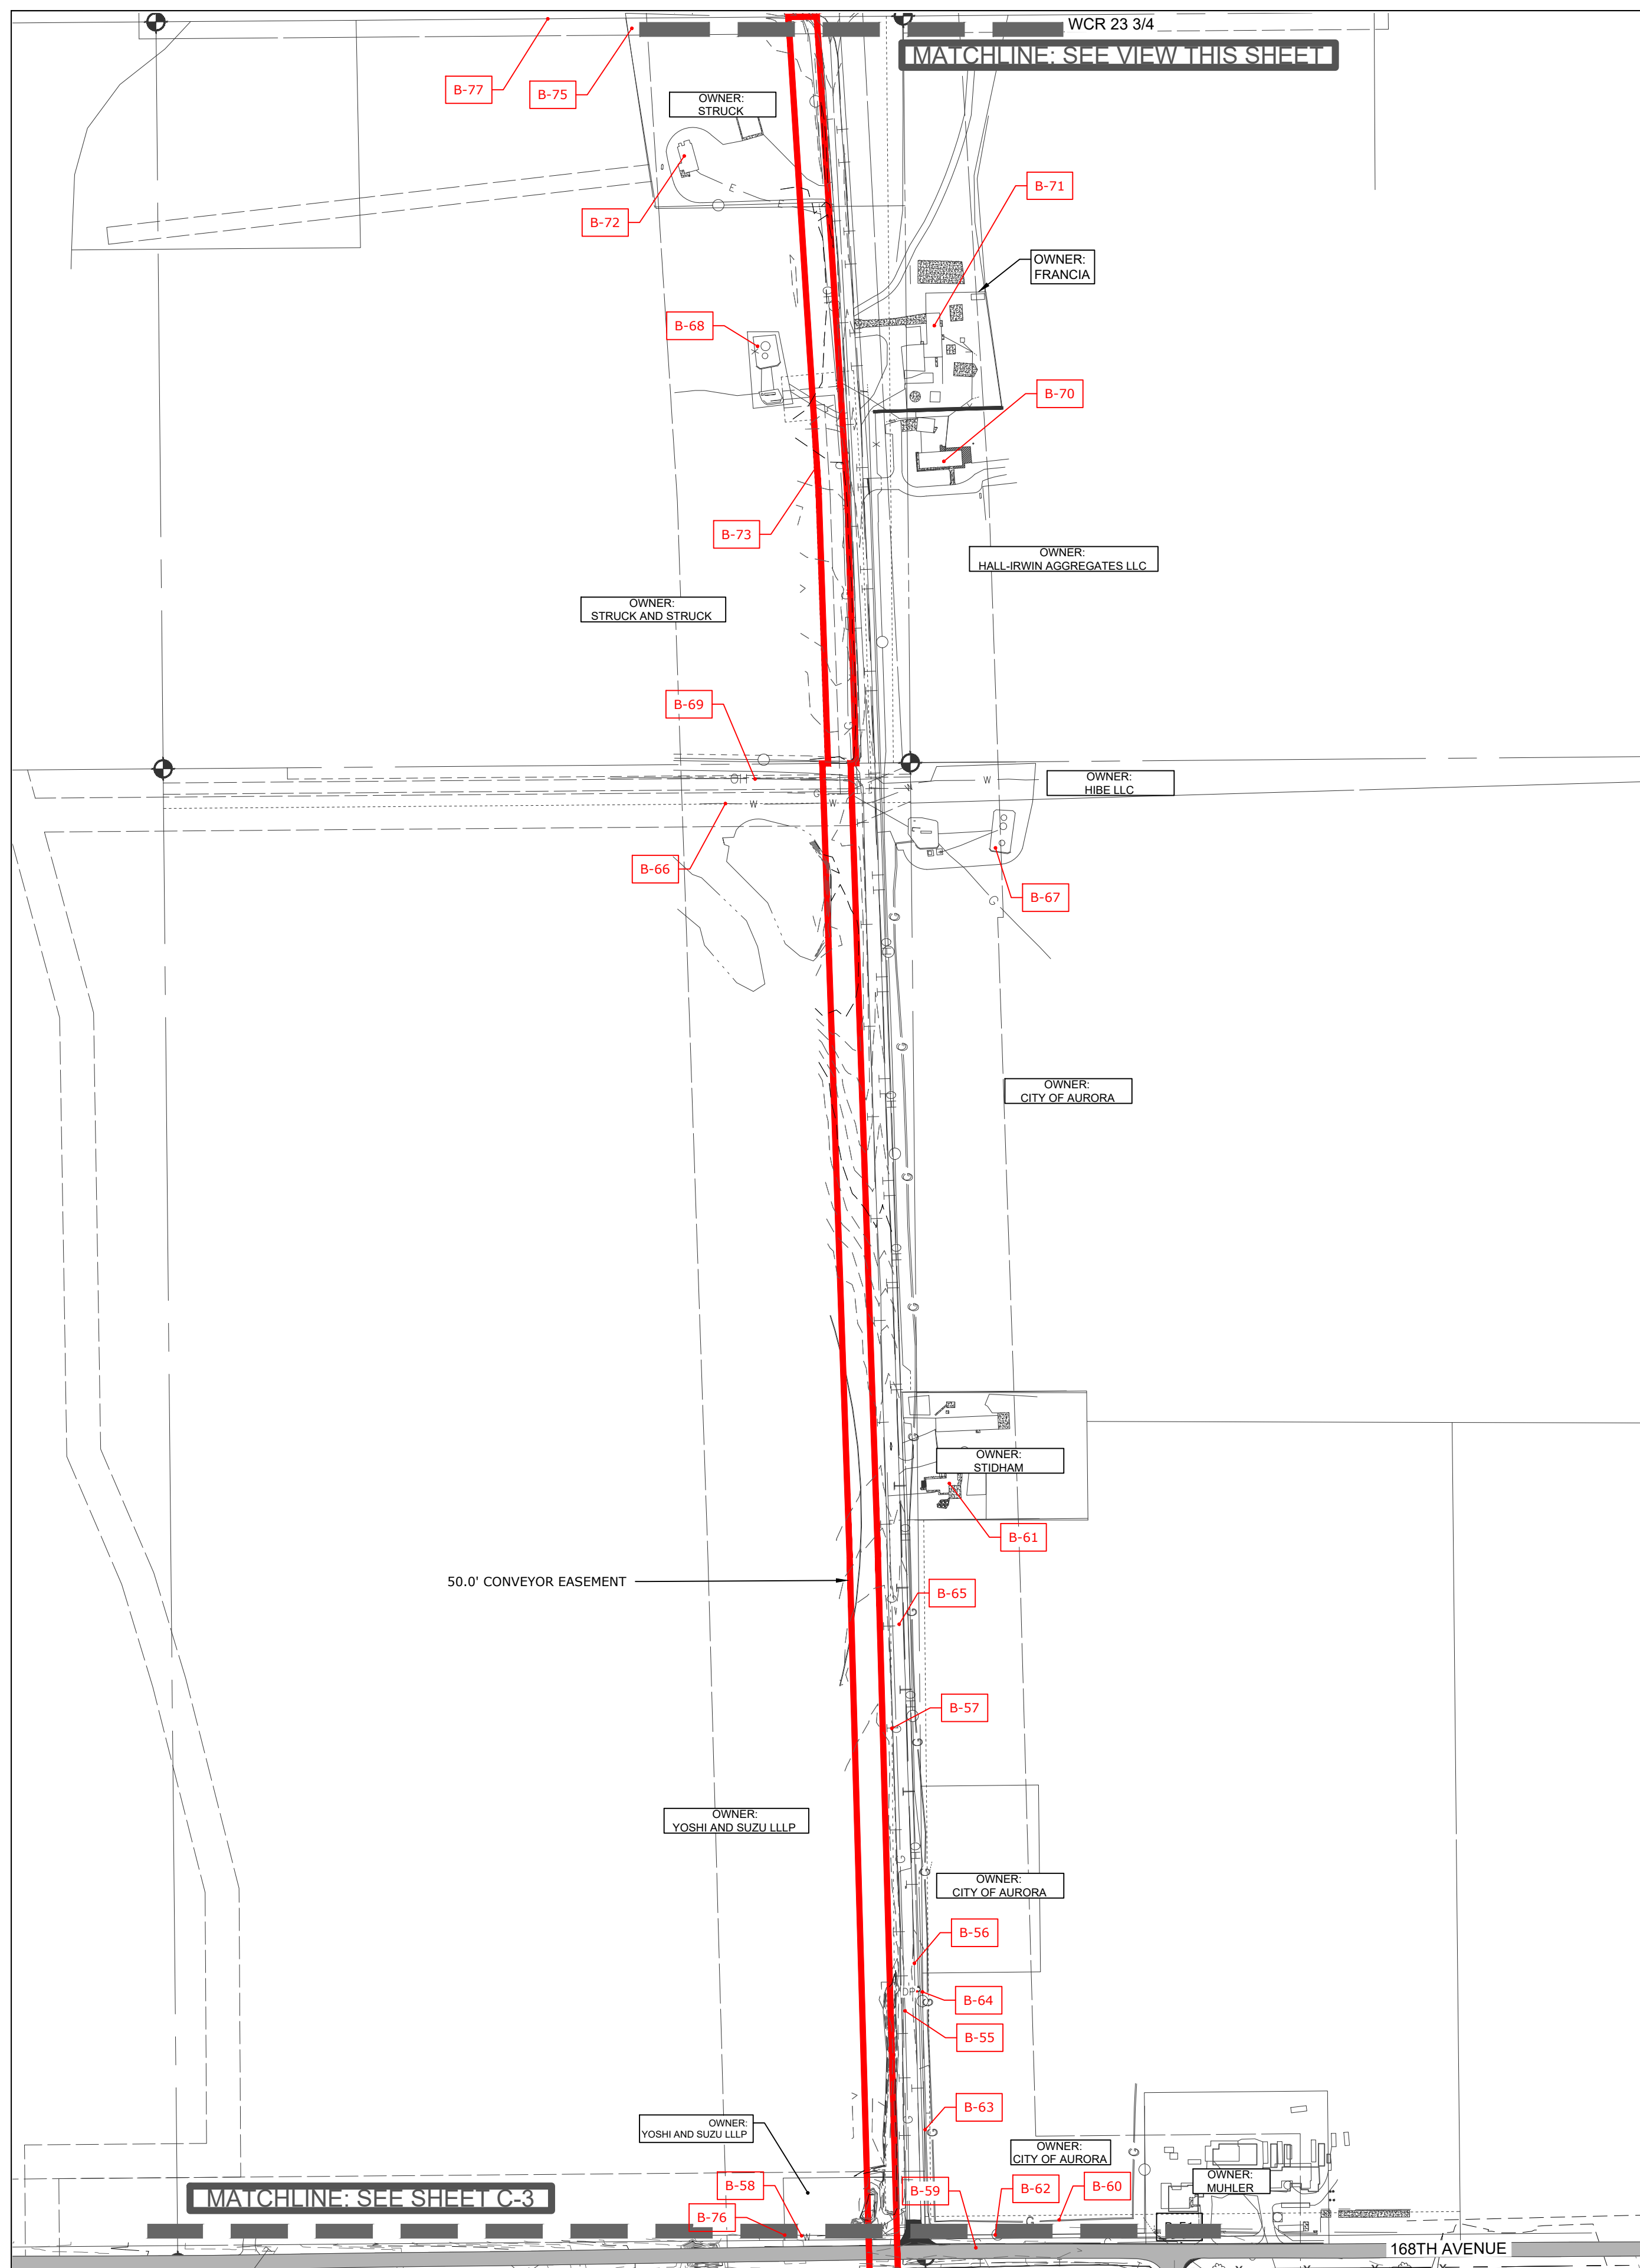 WCR 23 3/4
MATCHLINE: SEE VIEW THIS SHEET
B-77
B-75
OWNER:
STRUCK
B-72
B-71
OWNER:
FRANCIA
B-68
B-70
B-73
OWNER:
HALL-IRWIN AGGREGATES LLC
OWNER:
STRUCK AND STRUCK
B-69
OWNER:
HIBE LLC
B-66
B-67
OWNER:
CITY OF AURORA
OWNER:
STIDHAM
B-61
50.0' CONVEYOR EASEMENT
B-65
B-57
OWNER:
YOSHI AND SUZU LLLP
OWNER:
CITY OF AURORA
B-56
B-64
B-55
B-63
OWNER:
YOSHI AND SUZU LLLP
OWNER:
CITY OF AURORA
OWNER:
MUHLER
B-58
B-59
B-62
B-60
MATCHLINE: SEE SHEET C-3
B-76
168TH AVENUE